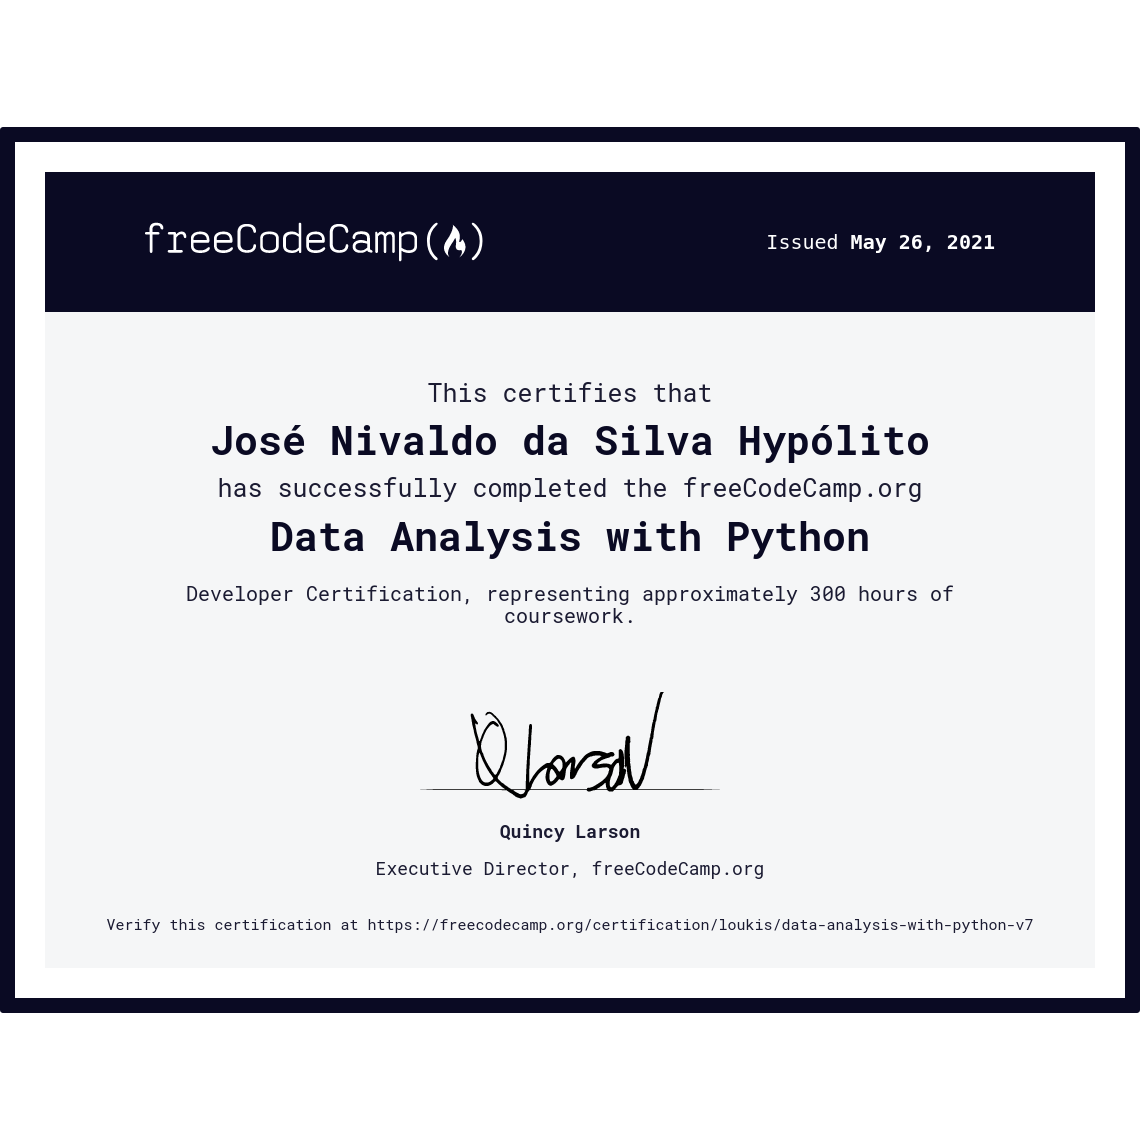 freeCodeCamp
Issued May 26, 2021
This certifies that
José Nivaldo da Silva Hypólito
has successfully completed the freeCodeCamp.org
Data Analysis with Python
Developer Certification, representing approximately 300 hours of
coursework.
Q Larson
Quincy Larson
Executive Director, freeCodeCamp.org
Verify this certification at https://freecodecamp.org/certification/loukis/data-analysis-with-python-v7